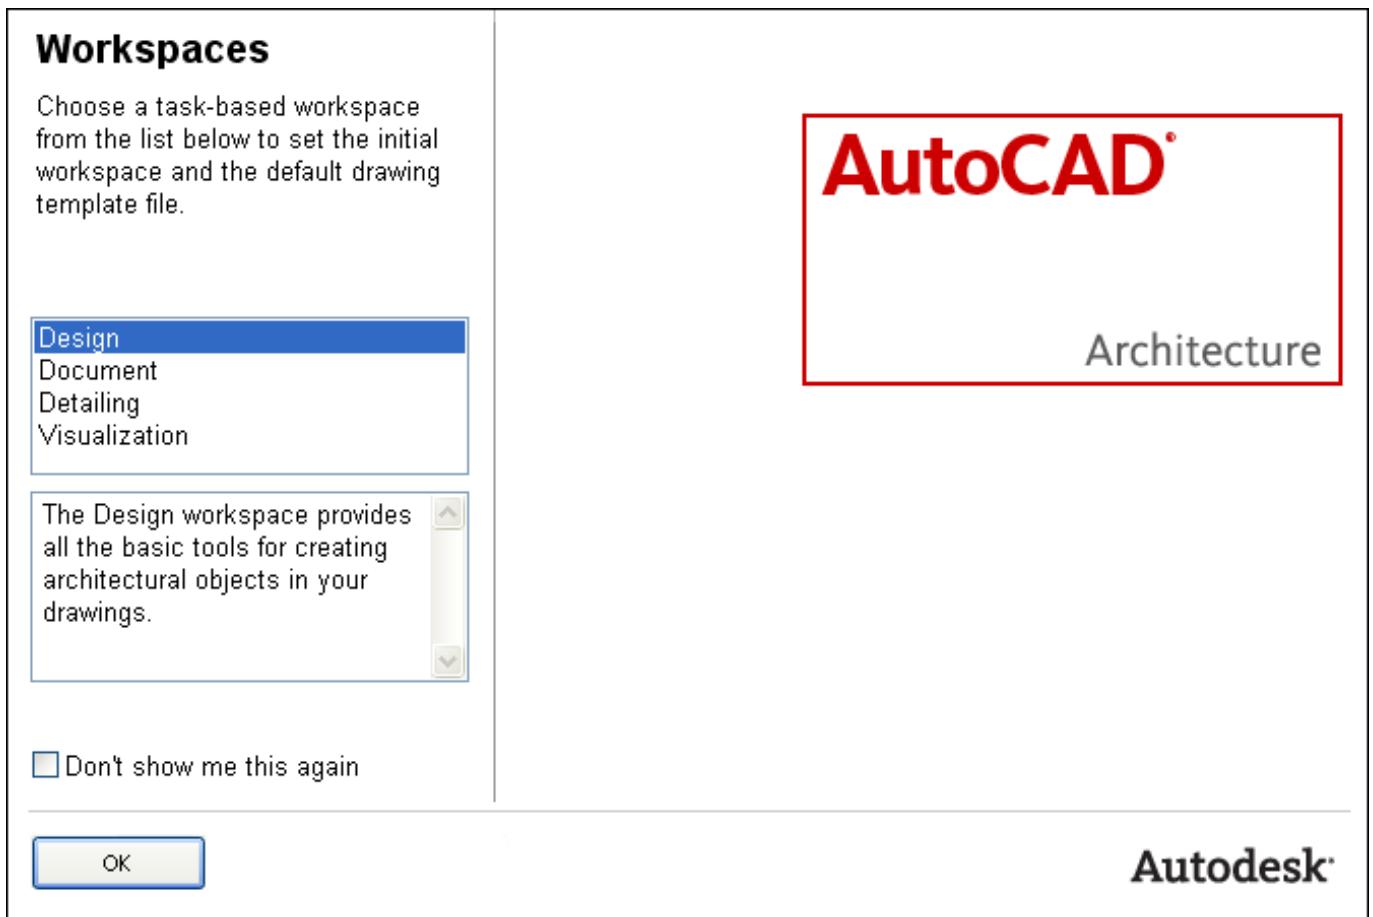 Workspaces
Choose a task-based workspace
from the list below to set the initial
workspace and the default drawing
template file.
Design
Document
Detailing
Visualization
The Design workspace provides
all the basic tools for creating
architectural objects in your
drawings.
Don't show me this again
OK
AutoCAD®
Architecture
Autodesk